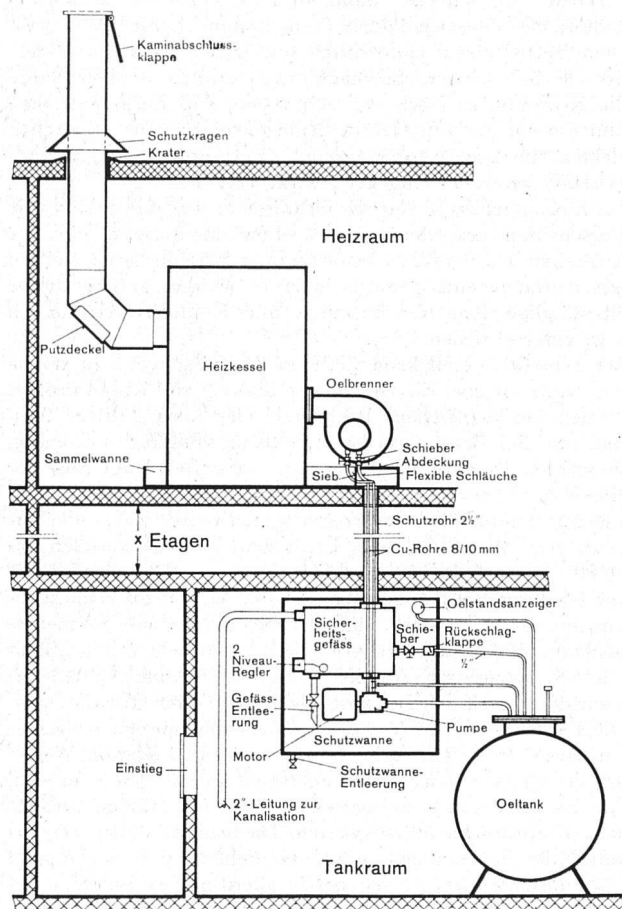 Kaminabschluss-
klappe
Schutzkragen
Krater
Heizraum
Putzdeckel
Heizkessel
Oelbrenner
Schieber
Abdeckung
Sammelwanne
Sieb
Flexible Schläuche
Schutzrohr 2½"
x Etagen
Cu-Rohre 8/10 mm
Oelstandsanzeiger
Sicher-
heits-
gefäss
Schie-
ber
Rückschlag-
klappe
½"
2
Niveau-
Regler
Gefäss-
Entlee-
rung
Motor
Pumpe
Schutzwanne
Einstieg
Schutzwanne-
Entleerung
2"-Leitung zur
Kanalisation
Oeltank
Tankraum